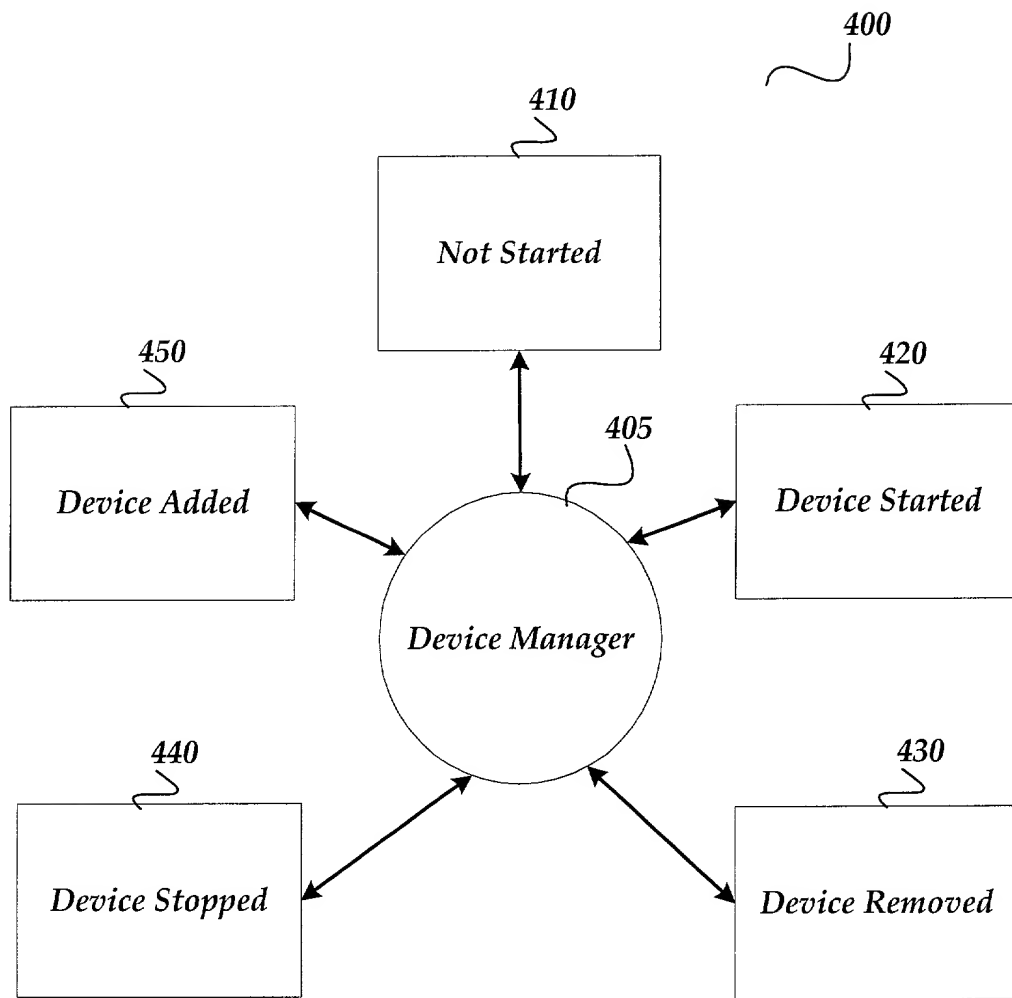 400
410
Not Started
450
420
Device Added
405
Device Started
Device Manager
440
430
Device Stopped
Device Removed